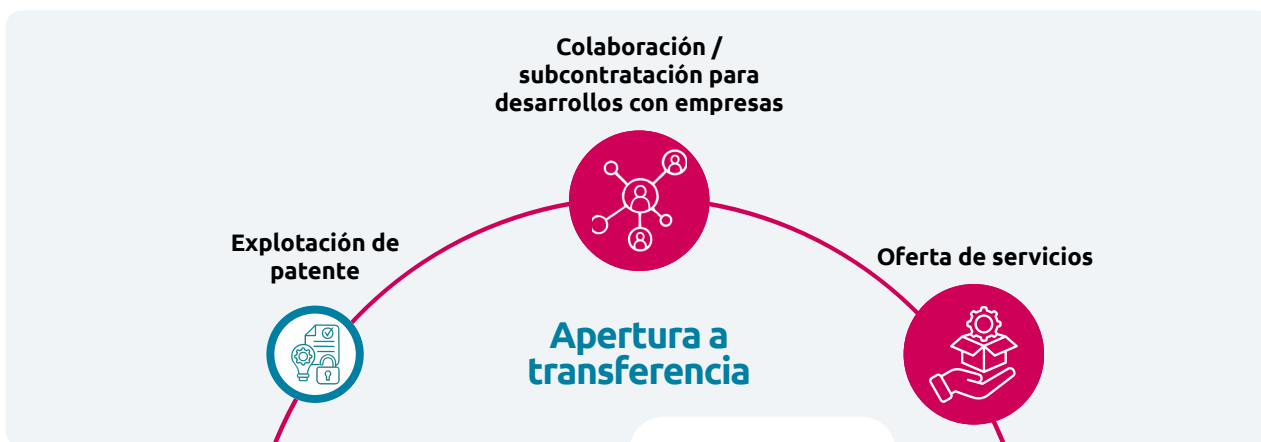 Colaboración /
subcontratación para
desarrollos con empresas
Explotación de
patente
Oferta de servicios
Apertura a
transferencia